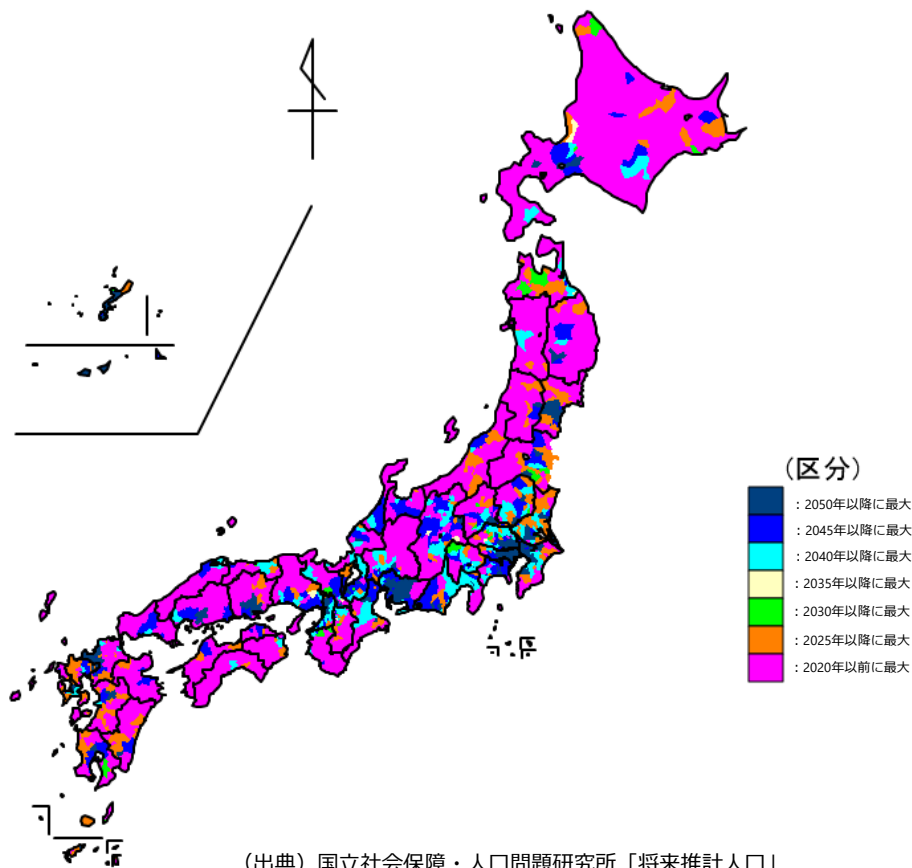 (区分)
：2050年以降に最大
：2045年以降に最大
：2040年以降に最大
：2035年以降に最大
：2030年以降に最大
：2025年以降に最大
：2020年以前に最大
（出典）国立社会保障・人口問題研究所「将来推計人口」